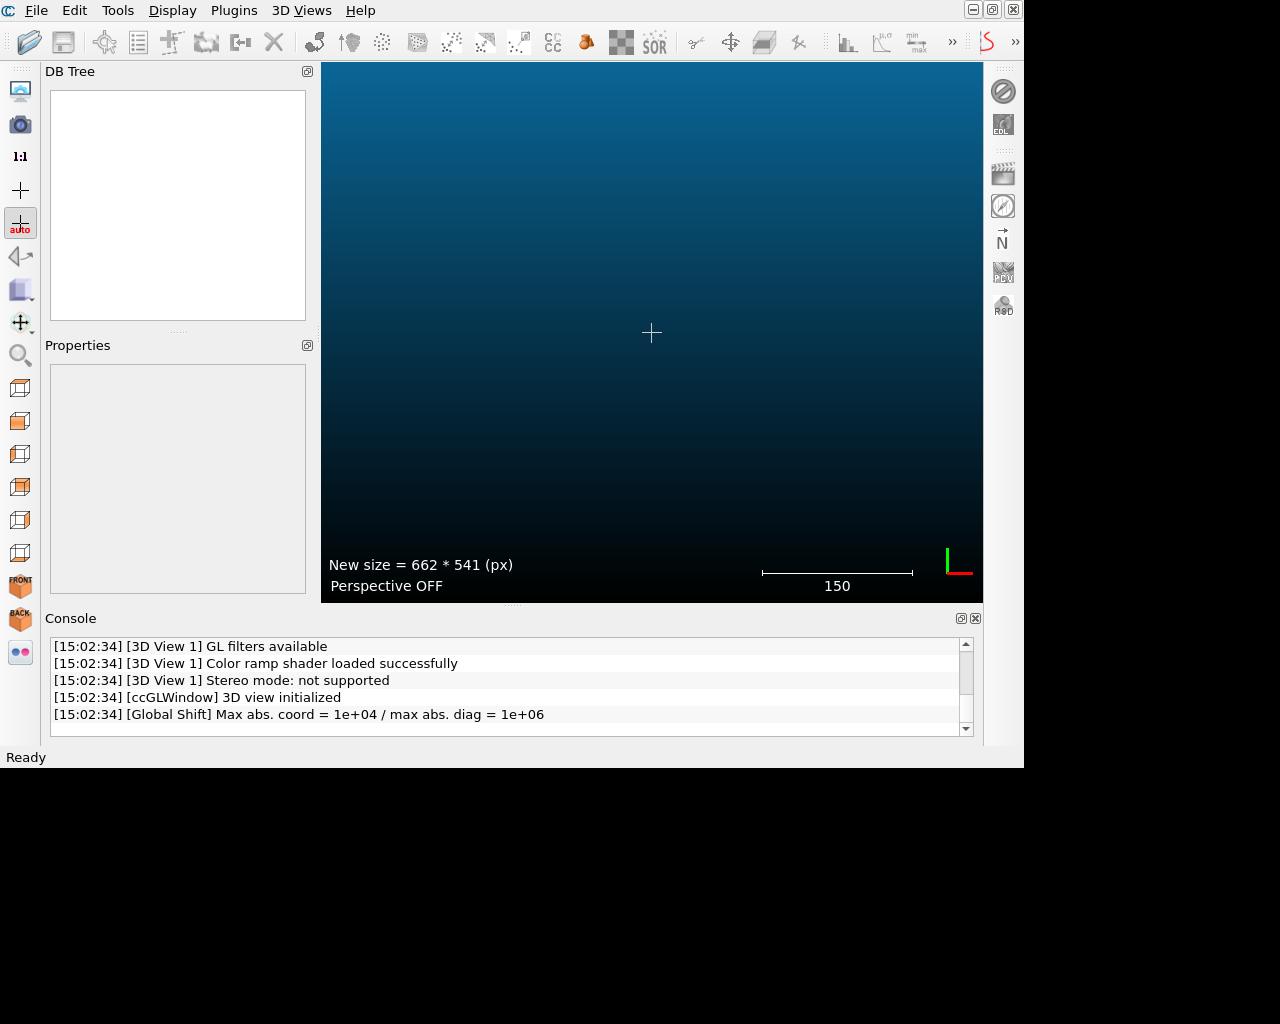 File Edit Tools Display Plugins 3D Views Help
min max
SOR
CC CC
DB Tree
1:1
auto
EDL
N
PCV
RSD
Properties
FRONT
BACK
New size = 662 * 541 (px)
Perspective OFF
150
Console
[15:02:34] [3D View 1] GL filters available
[15:02:34] [3D View 1] Color ramp shader loaded successfully
[15:02:34] [3D View 1] Stereo mode: not supported
[15:02:34] [ccGLWindow] 3D view initialized
[15:02:34] [Global Shift] Max abs. coord = 1e+04 / max abs. diag = 1e+06
Ready